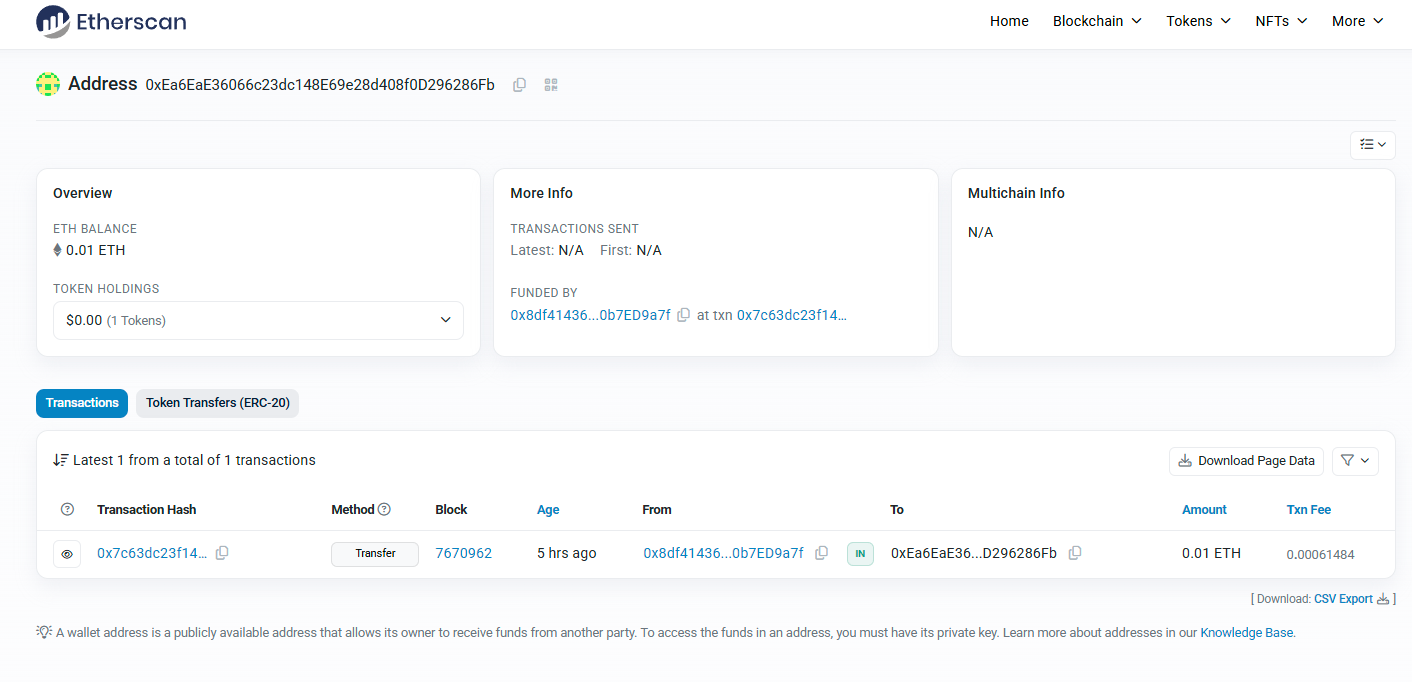 Etherscan
Home Blockchain Tokens NFTs More
Address 0xEa6EaE36066c23dc148E69e28d408f0D296286Fb
Overview
ETH BALANCE
0.01 ETH
TOKEN HOLDINGS
$0.00 (1 Tokens)
More Info
TRANSACTIONS SENT
Latest: N/A First: N/A
FUNDED BY
0x8df41436...0b7ED9a7f at txn 0x7c63dc23f14...
Multichain Info
N/A
Transactions Token Transfers (ERC-20)
Latest 1 from a total of 1 transactions
Download Page Data
Transaction Hash Method Block Age From To Amount Txn Fee
0x7c63dc23f14... Transfer 7670962 5 hrs ago 0x8df41436...0b7ED9a7f IN 0xEa6EaE36...D296286Fb 0.01 ETH 0.00061484
[ Download: CSV Export ]
A wallet address is a publicly available address that allows its owner to receive funds from another party. To access the funds in an address, you must have its private key. Learn more about addresses in our Knowledge Base.